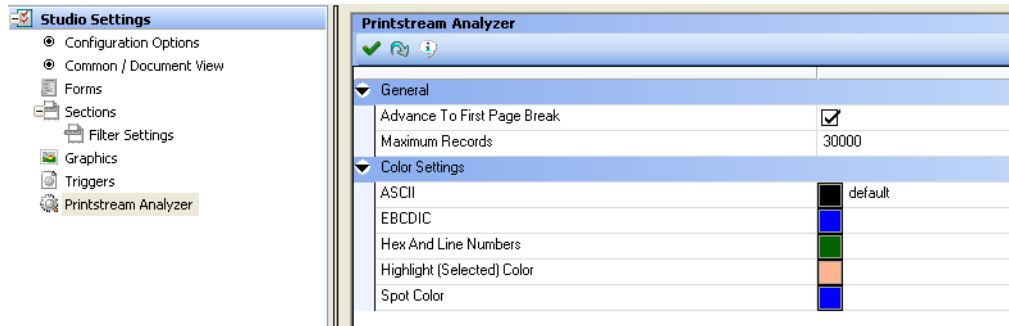 Studio Settings
Configuration Options
Common / Document View
Forms
Sections
Filter Settings
Graphics
Triggers
Printstream Analyzer
Printstream Analyzer
General
Advance To First Page Break
Maximum Records 30000
Color Settings
ASCII default
EBCDIC
Hex And Line Numbers
Highlight (Selected) Color
Spot Color